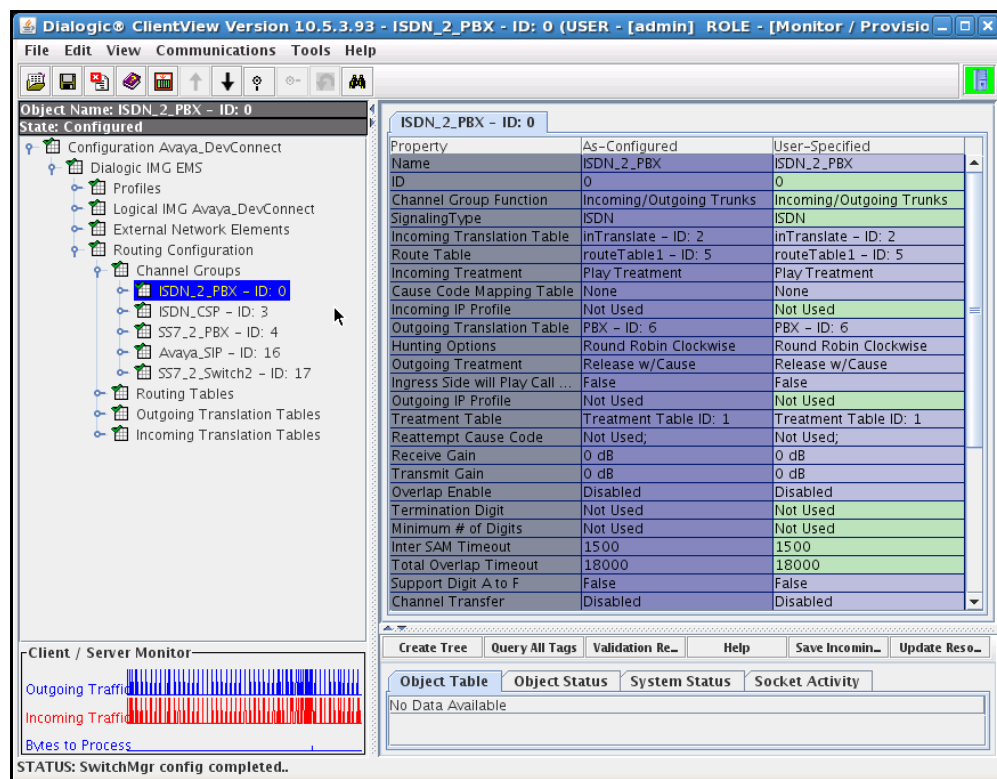 Dialogic® ClientView Version 10.5.3.93 - ISDN_2_PBX - ID: 0 (USER - [admin] ROLE - [Monitor / Provisio
File Edit View Communications Tools Help
Object Name: ISDN_2_PBX - ID: 0
State: Configured
Configuration Avaya_DevConnect
Dialogic IMG EMS
Profiles
Logical IMG Avaya_DevConnect
External Network Elements
Routing Configuration
Channel Groups
ISDN_2_PBX - ID: 0
ISDN_CSP - ID: 3
SS7_2_PBX - ID: 4
Avaya_SIP - ID: 16
SS7_2_Switch2 - ID: 17
Routing Tables
Outgoing Translation Tables
Incoming Translation Tables
ISDN_2_PBX - ID: 0
Property As-Configured User-Specified
Name ISDN_2_PBX ISDN_2_PBX
ID 0 0
Channel Group Function Incoming/Outgoing Trunks Incoming/Outgoing Trunks
SignalingType ISDN ISDN
Incoming Translation Table inTranslate - ID: 2 inTranslate - ID: 2
Route Table routeTable1 - ID: 5 routeTable1 - ID: 5
Incoming Treatment Play Treatment Play Treatment
Cause Code Mapping Table None None
Incoming IP Profile Not Used Not Used
Outgoing Translation Table PBX - ID: 6 PBX - ID: 6
Hunting Options Round Robin Clockwise Round Robin Clockwise
Outgoing Treatment Release w/Cause Release w/Cause
Ingress Side will Play Call ... False False
Outgoing IP Profile Not Used Not Used
Treatment Table Treatment Table ID: 1 Treatment Table ID: 1
Reattempt Cause Code Not Used; Not Used;
Receive Gain 0 dB 0 dB
Transmit Gain 0 dB 0 dB
Overlap Enable Disabled Disabled
Termination Digit Not Used Not Used
Minimum # of Digits Not Used Not Used
Inter SAM Timeout 1500 1500
Total Overlap Timeout 18000 18000
Support Digit A to F False False
Channel Transfer Disabled Disabled
Create Tree Query All Tags Validation Re... Help Save Incomin... Update Reso...
Client / Server Monitor
Outgoing Traffic
Incoming Traffic
Bytes to Process
Object Table Object Status System Status Socket Activity
No Data Available
STATUS: SwitchMgr config completed..